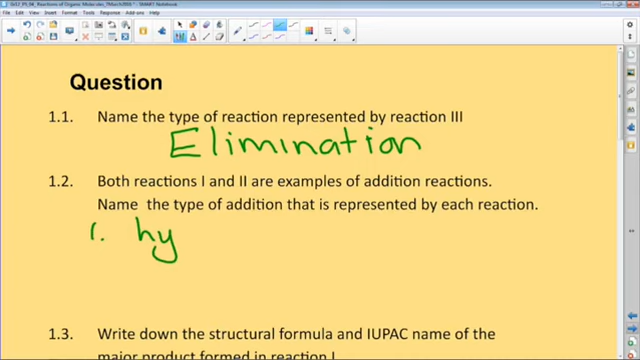 Gr12_PS_94_ Reactions of Organic Molecules_7March2009 * - SMART Notebook
File Edit View Insert Format Tools Add-ons Help
Question
1.1. Name the type of reaction represented by reaction III
Elimination
1.2. Both reactions I and II are examples of addition reactions.
Name the type of addition that is represented by each reaction.
1. hy
1.3. Write down the structural formula and IUPAC name of the
major product formed in reaction I